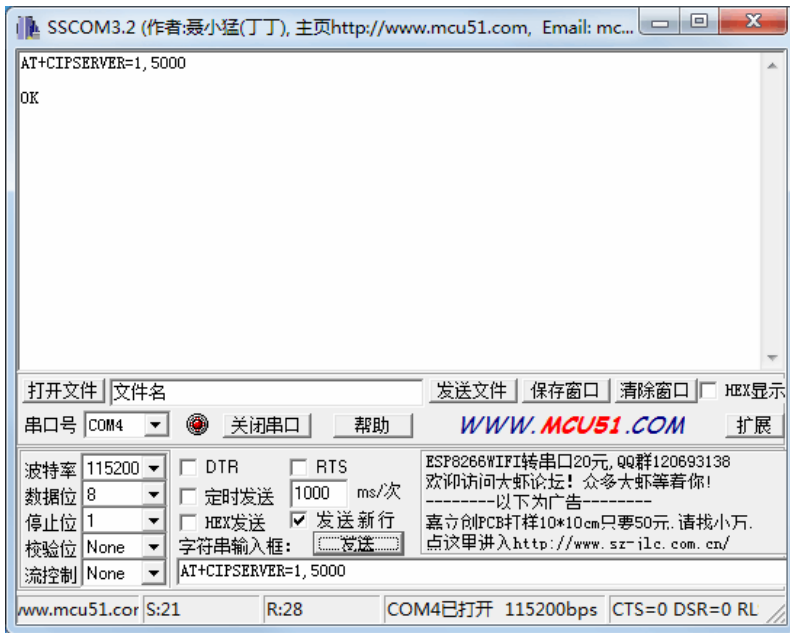 SSCOM3.2 (作者:聂小猛(丁丁), 主页http://www.mcu51.com, Email: mc...
AT+CIPSERVER=1,5000
OK
打开文件 文件名 发送文件 保存窗口 清除窗口 HEX显示
串口号 COM4 关闭串口 帮助 WWW.MCU51.COM 扩展
波特率 115200 DTR RTS
数据位 8 定时发送 1000 ms/次
停止位 1 HEX发送 发送新行
校验位 None 字符串输入框: 发送
流控制 None AT+CIPSERVER=1,5000
ESP8266WIFI转串口20元,QQ群120693138
欢迎访问大虾论坛! 众多大虾等着你!
--------以下为广告--------
嘉立创PCB打样10*10cm只要50元.请找小万.
点这里进入http://www.sz-jlc.com.cn/
www.mcu51.cor S:21 R:28 COM4已打开 115200bps CTS=0 DSR=0 RL